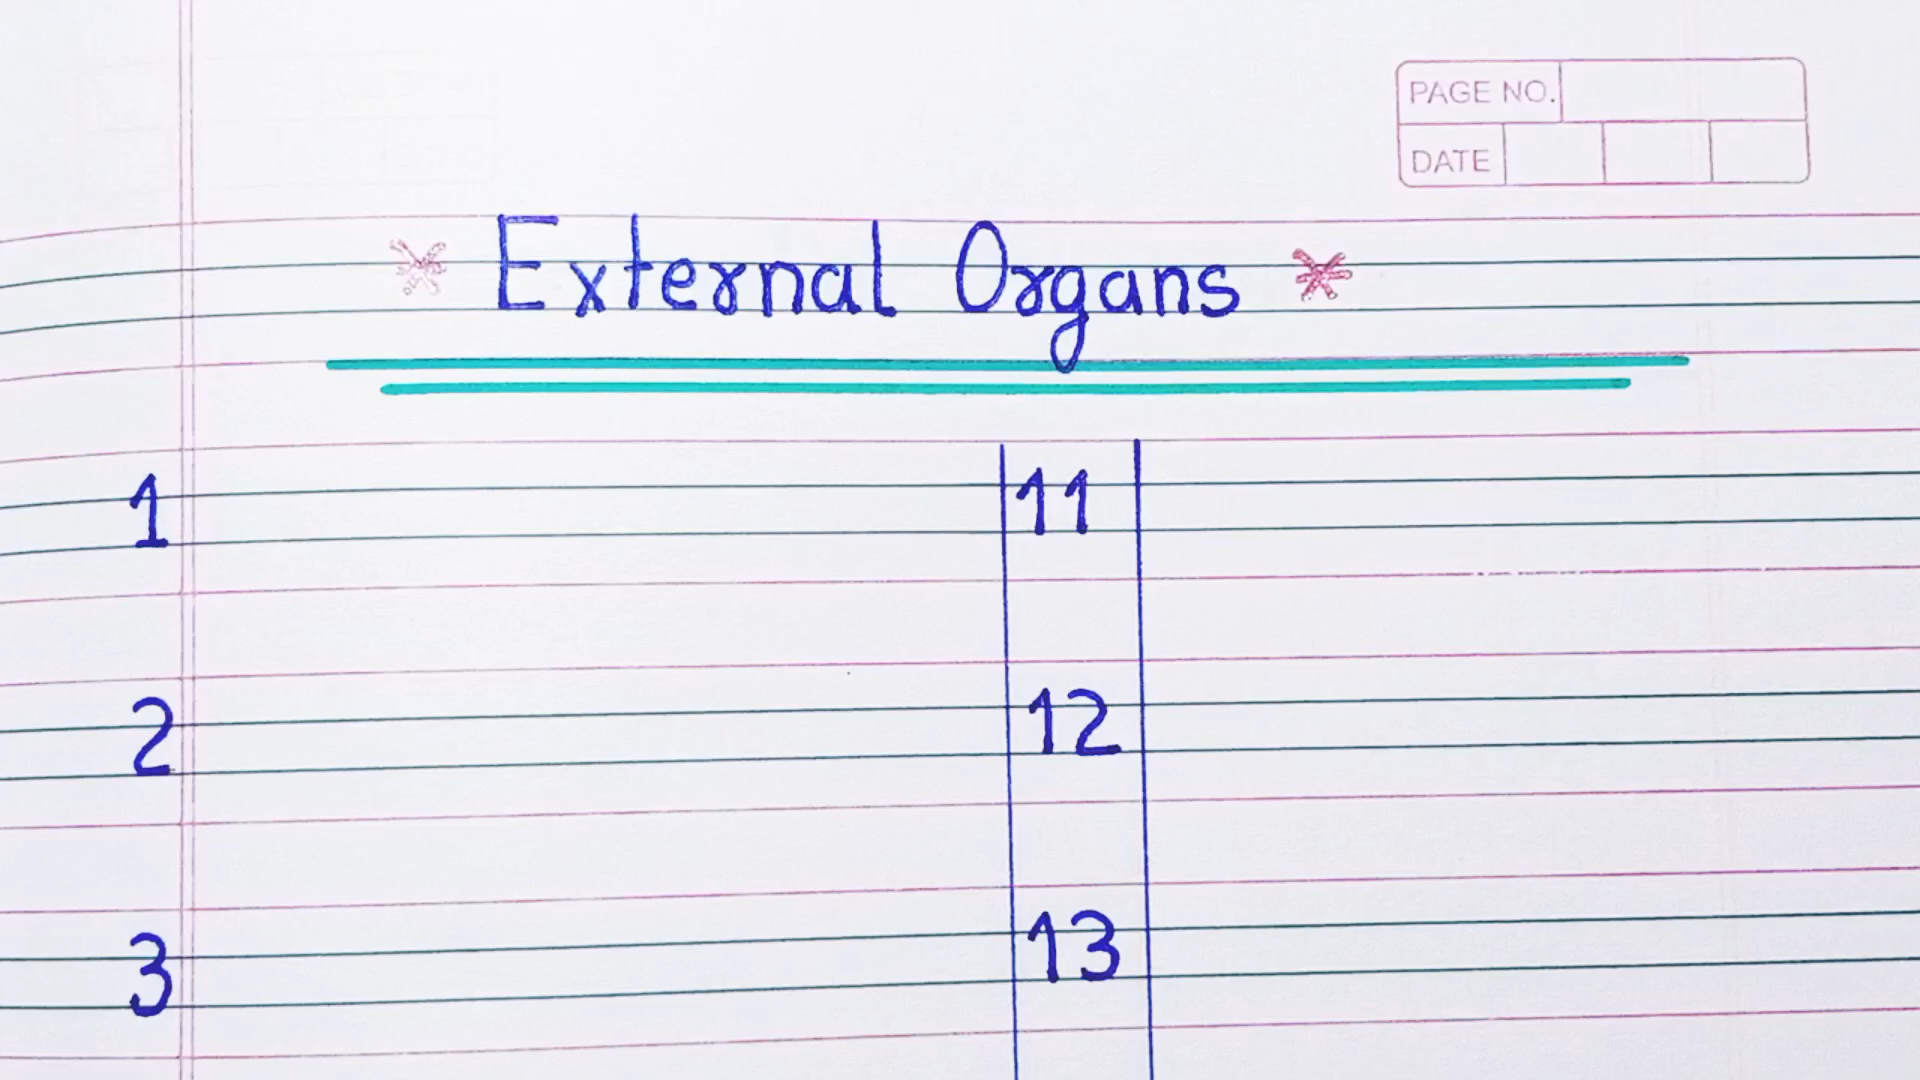 PAGE NO.
DATE
* External Organs *
1 11
2 12
3 13